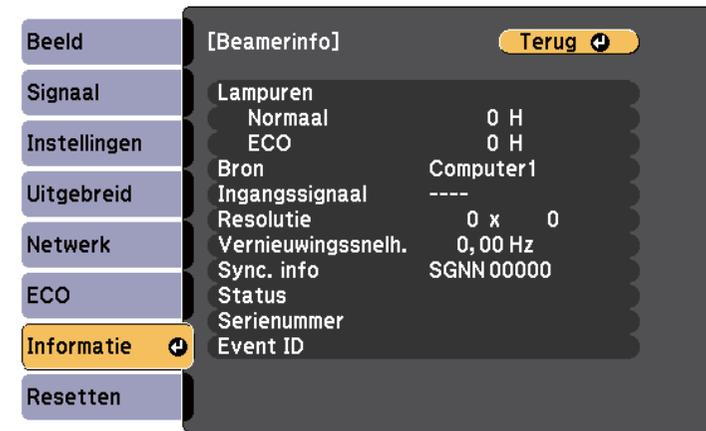 Beeld
Signaal
Instellingen
Uitgebreid
Netwerk
ECO
Informatie
Resetten
[Beamerinfo] Terug
Lampuren
Normaal 0 H
ECO 0 H
Bron Computer1
Ingangssignaal ----
Resolutie 0 x 0
Vernieuwingssnelh. 0,00 Hz
Sync. info SGNN 00000
Status
Serienummer
Event ID